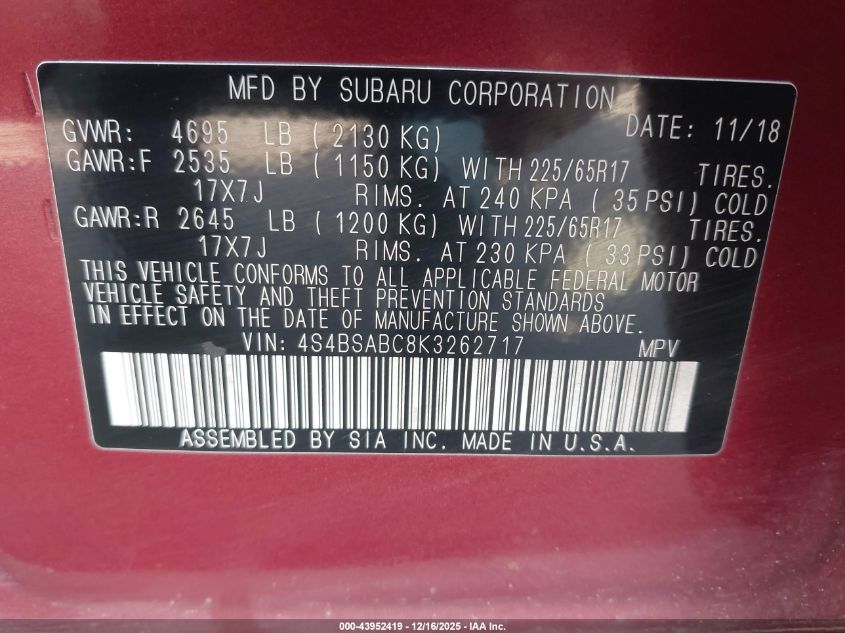 MFD BY SUBARU CORPORATION
GVWR: 4695 LB ( 2130 KG) DATE: 11/18
GAWR:F 2535 LB ( 1150 KG) WITH 225/65R17 TIRES.
17X7J RIMS. AT 240 KPA ( 35 PSI) COLD
GAWR:R 2645 LB ( 1200 KG) WITH 225/65R17 TIRES.
17X7J RIMS. AT 230 KPA ( 33 PSI) COLD
THIS VEHICLE CONFORMS TO ALL APPLICABLE FEDERAL MOTOR
VEHICLE SAFETY AND THEFT PREVENTION STANDARDS
IN EFFECT ON THE DATE OF MANUFACTURE SHOWN ABOVE.
VIN: 4S4BSABC8K3262717 MPV
ASSEMBLED BY SIA INC. MADE IN U.S.A.
000-43952419 - 12/16/2025 - IAA Inc.